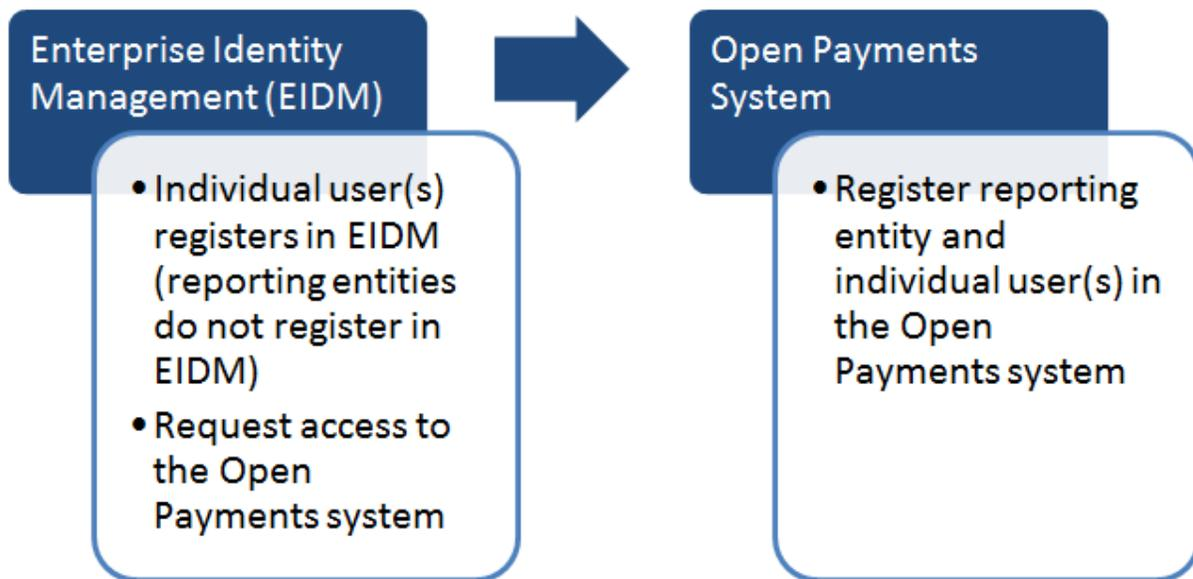 Enterprise Identity
Management (EIDM)
• Individual user(s)
registers in EIDM
(reporting entities
do not register in
EIDM)
• Request access to
the Open
Payments system
Open Payments
System
• Register reporting
entity and
individual user(s) in
the Open
Payments system